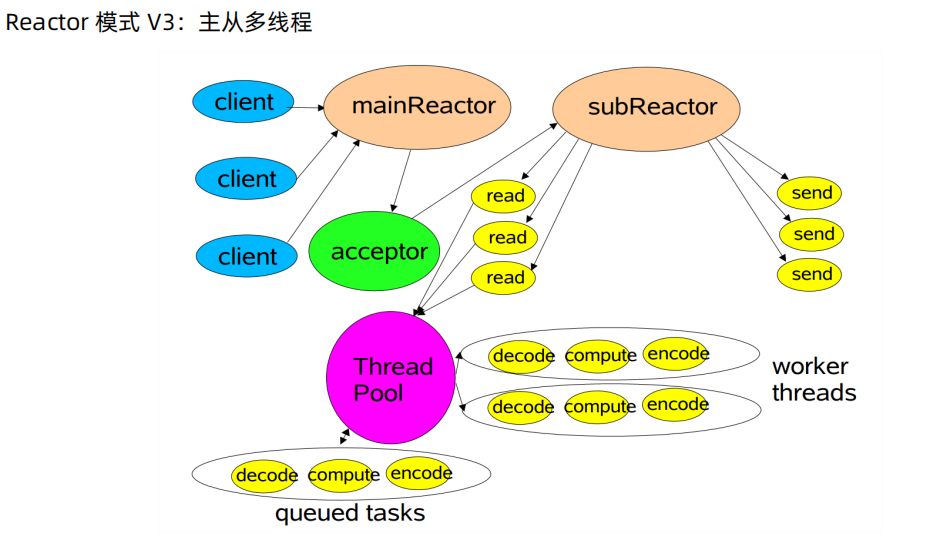 Reactor 模式 V3：主从多线程
client
mainReactor
subReactor
client
client
acceptor
read
read
read
send
send
send
Thread
Pool
decode compute encode
decode compute encode
worker
threads
decode compute encode
queued tasks